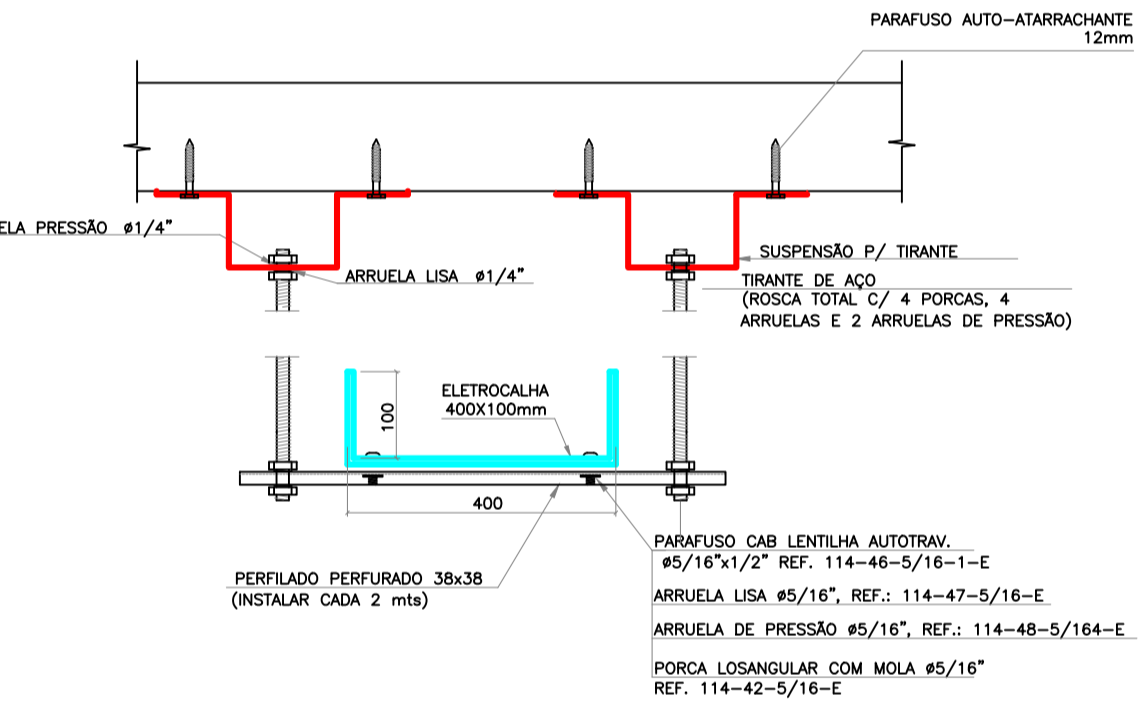 PARAFUSO AUTO-ATARRACHANTE
12mm
ELA PRESSÃO ø1/4"
ARRUELA LISA ø1/4"
SUSPENSÃO P/ TIRANTE
TIRANTE DE AÇO
(ROSCA TOTAL C/ 4 PORCAS, 4
ARRUELAS E 2 ARRUELAS DE PRESSÃO)
ELETROCALHA
400X100mm
100
400
PERFILADO PERFURADO 38x38
(INSTALAR CADA 2 mts)
PARAFUSO CAB LENTILHA AUTOTRAV.
ø5/16"x1/2" REF. 114-46-5/16-1-E
ARRUELA LISA ø5/16", REF.: 114-47-5/16-E
ARRUELA DE PRESSÃO ø5/16", REF.: 114-48-5/164-E
PORCA LOSANGULAR COM MOLA ø5/16"
REF. 114-42-5/16-E